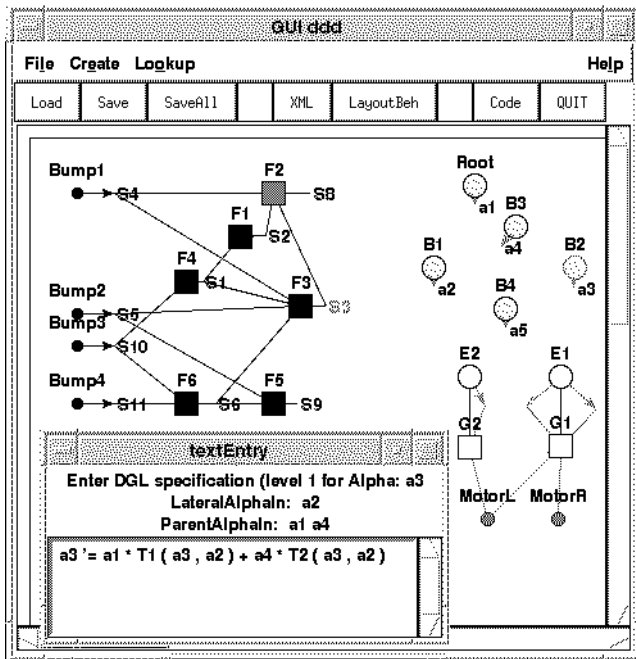 GUI ddd
File Create Lookup Help
Load Save SaveAll XML LayoutBeh Code QUIT
Root
Bump1 F2
S4 S8 a1 B3
F1
S2 a4
B1 B2
F4
S1 F3 a2 B4 a3
Bump2
S5 S3 a5
Bump3
S10 E2 E1
Bump4 F6 F5
S11 S6 S9
G2 G1
textEntry
Enter DGL specification (level 1 for Alpha: a3
LateralAlphaIn: a2
MotorL MotorR
ParentAlphaIn: a1 a4
a3 '= a1 * T1 ( a3 , a2 ) + a4 * T2 ( a3 , a2 )